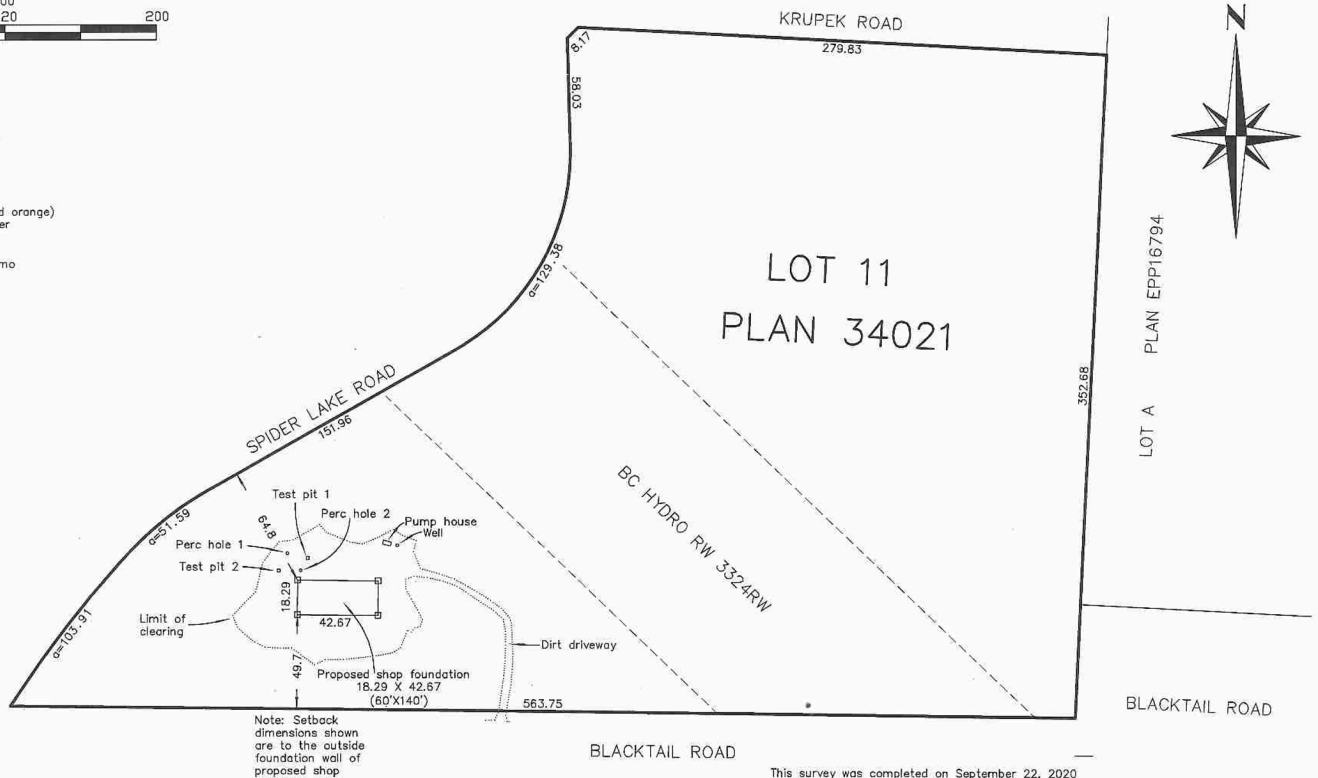 200
20
N
KRUPEK ROAD
279.83
8.17
58.03
d orange)
er
mo
LOT 11
PLAN 34021
PLAN EPP16794
LOT A
352.68
a=129.38
SPIDER LAKE ROAD
151.96
a=51.59
64.8
Test pit 1
Perc hole 2
Pump house
Well
Perc hole 1
Test pit 2
BC HYDRO RW 3324RW
18.29
42.67
Limit of
clearing
a=103.91
49.7
Dirt driveway
Proposed shop foundation
18.29 X 42.67
(60'X140')
563.75
BLACKTAIL ROAD
Note: Setback
dimensions shown
are to the outside
foundation wall of
proposed shop
BLACKTAIL ROAD
This survey was completed on September 22, 2020